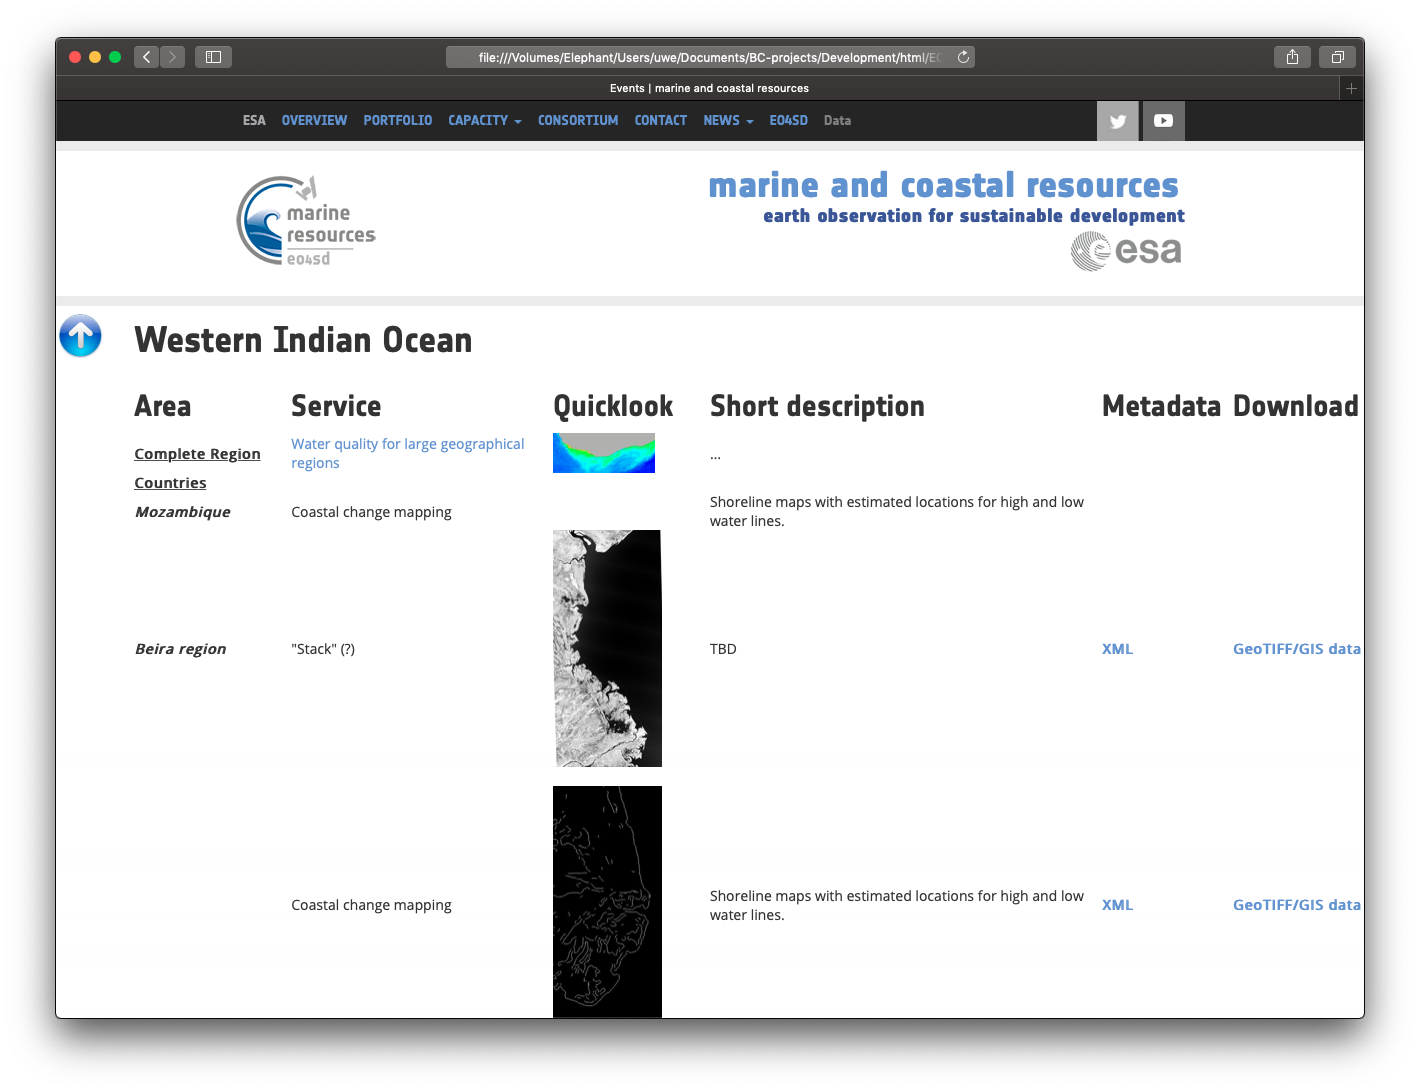 file:///Volumes/Elephant/Users/uwe/Documents/BC-projects/Development/html/EO
Events | marine and coastal resources
ESA OVERVIEW PORTFOLIO CAPACITY CONSORTIUM CONTACT NEWS EO4SD Data
marine
resources
eo4sd
marine and coastal resources
earth observation for sustainable development
esa
Western Indian Ocean
Area Service Quicklook Short description Metadata Download
Complete Region
Water quality for large geographical
regions
...
Countries
Mozambique
Coastal change mapping
Shoreline maps with estimated locations for high and low
water lines.
Beira region
"Stack" (?)
TBD
XML
GeoTIFF/GIS data
Coastal change mapping
Shoreline maps with estimated locations for high and low
water lines.
XML
GeoTIFF/GIS data